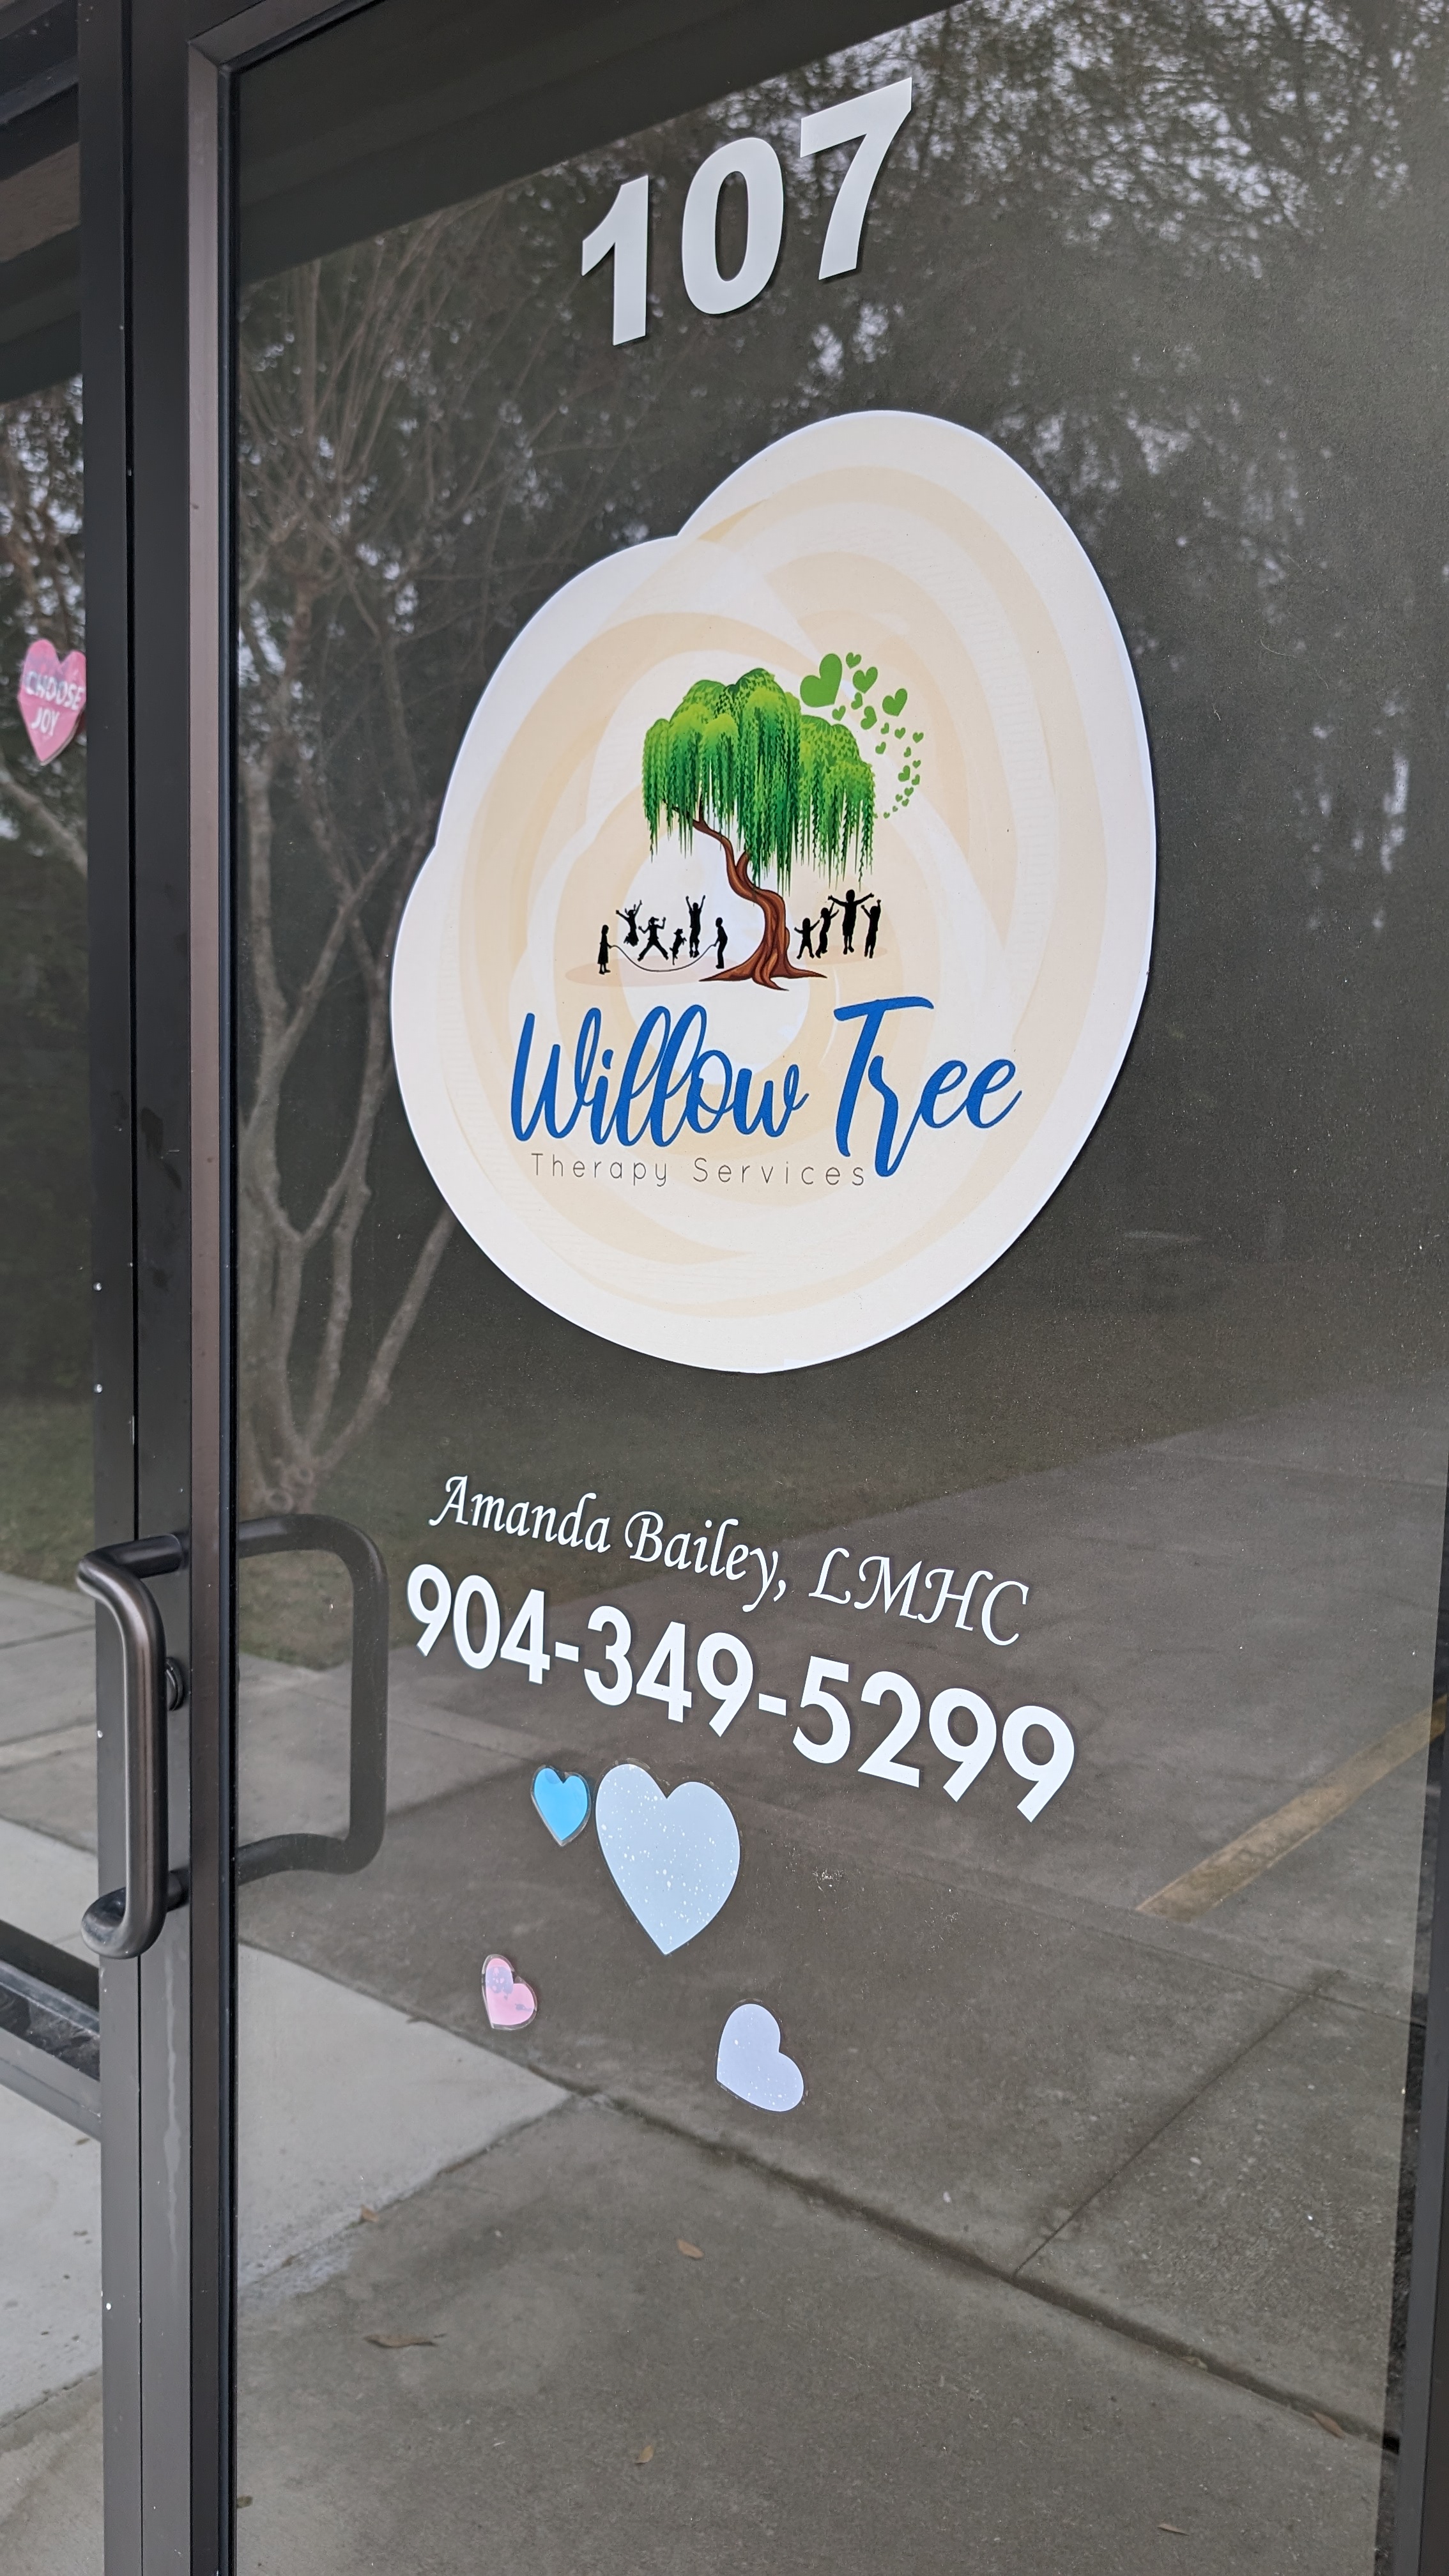 107
CHOOSE
JOY
Willow Tree
Therapy Services
Amanda Bailey, LMHC
904-349-5299